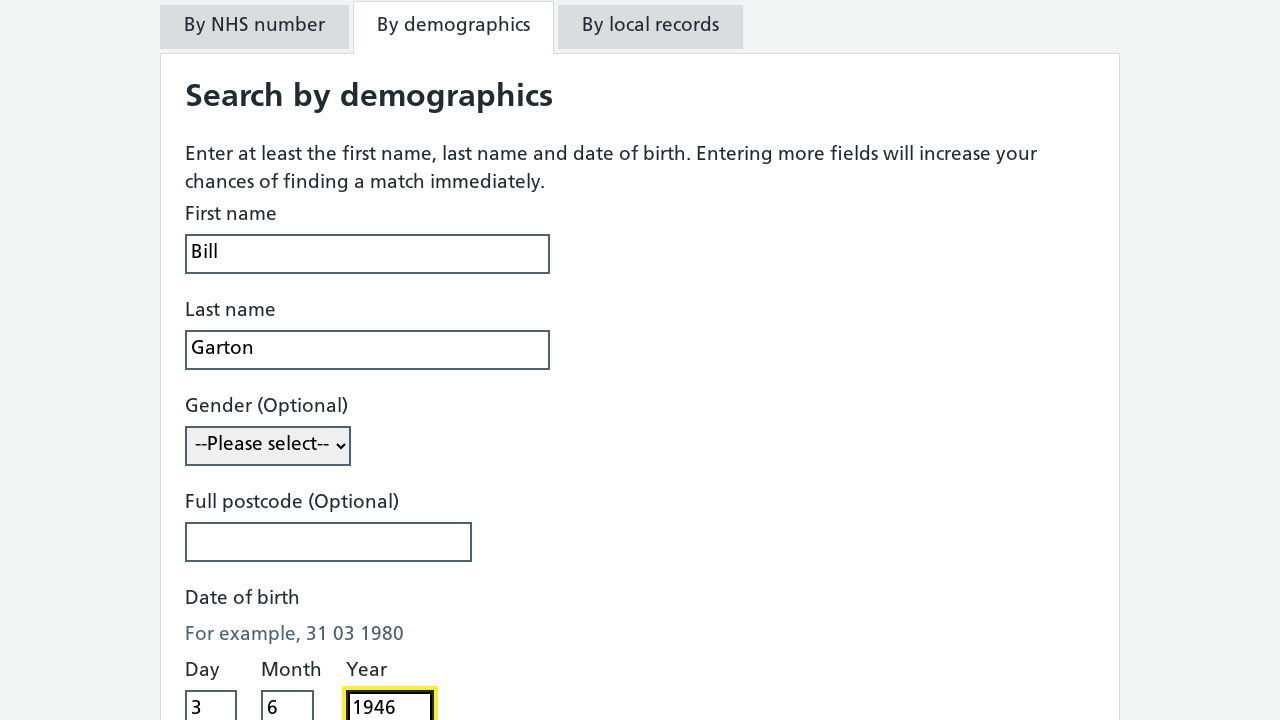 By NHS number
By demographics
By local records
Search by demographics
Enter at least the first name, last name and date of birth. Entering more fields will increase your
chances of finding a match immediately.
First name
Bill
Last name
Garton
Gender (Optional)
--Please select--
Full postcode (Optional)
Date of birth
For example, 31 03 1980
Day Month Year
3 6 1946